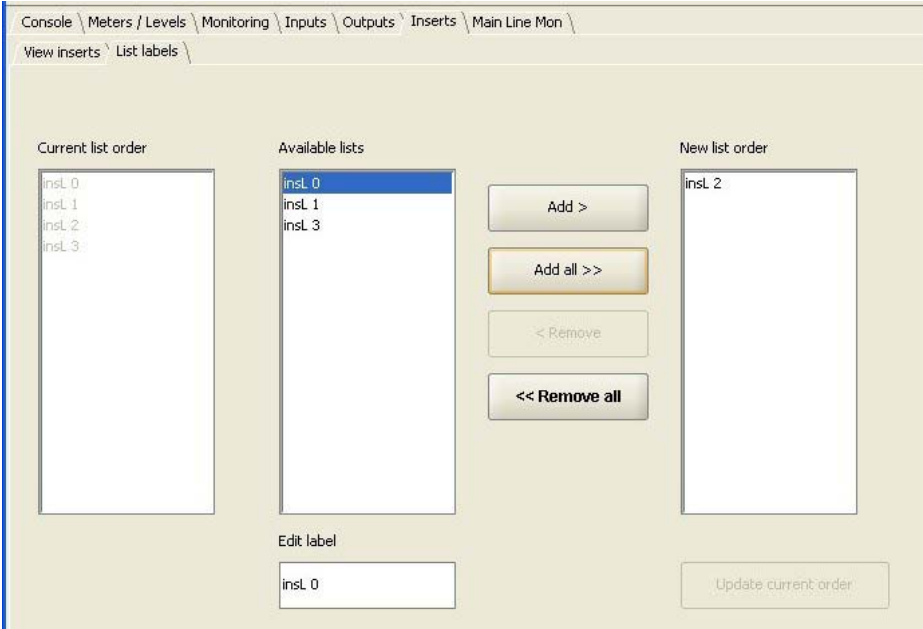 Console Meters / Levels Monitoring Inputs Outputs Inserts Main Line Mon
View inserts List labels
Current list order
insL 0
insL 1
insL 2
insL 3
Available lists
insL 0
insL 1
insL 3
Add >
Add all >>
< Remove
<< Remove all
New list order
insL 2
Edit label
insL 0
Update current order